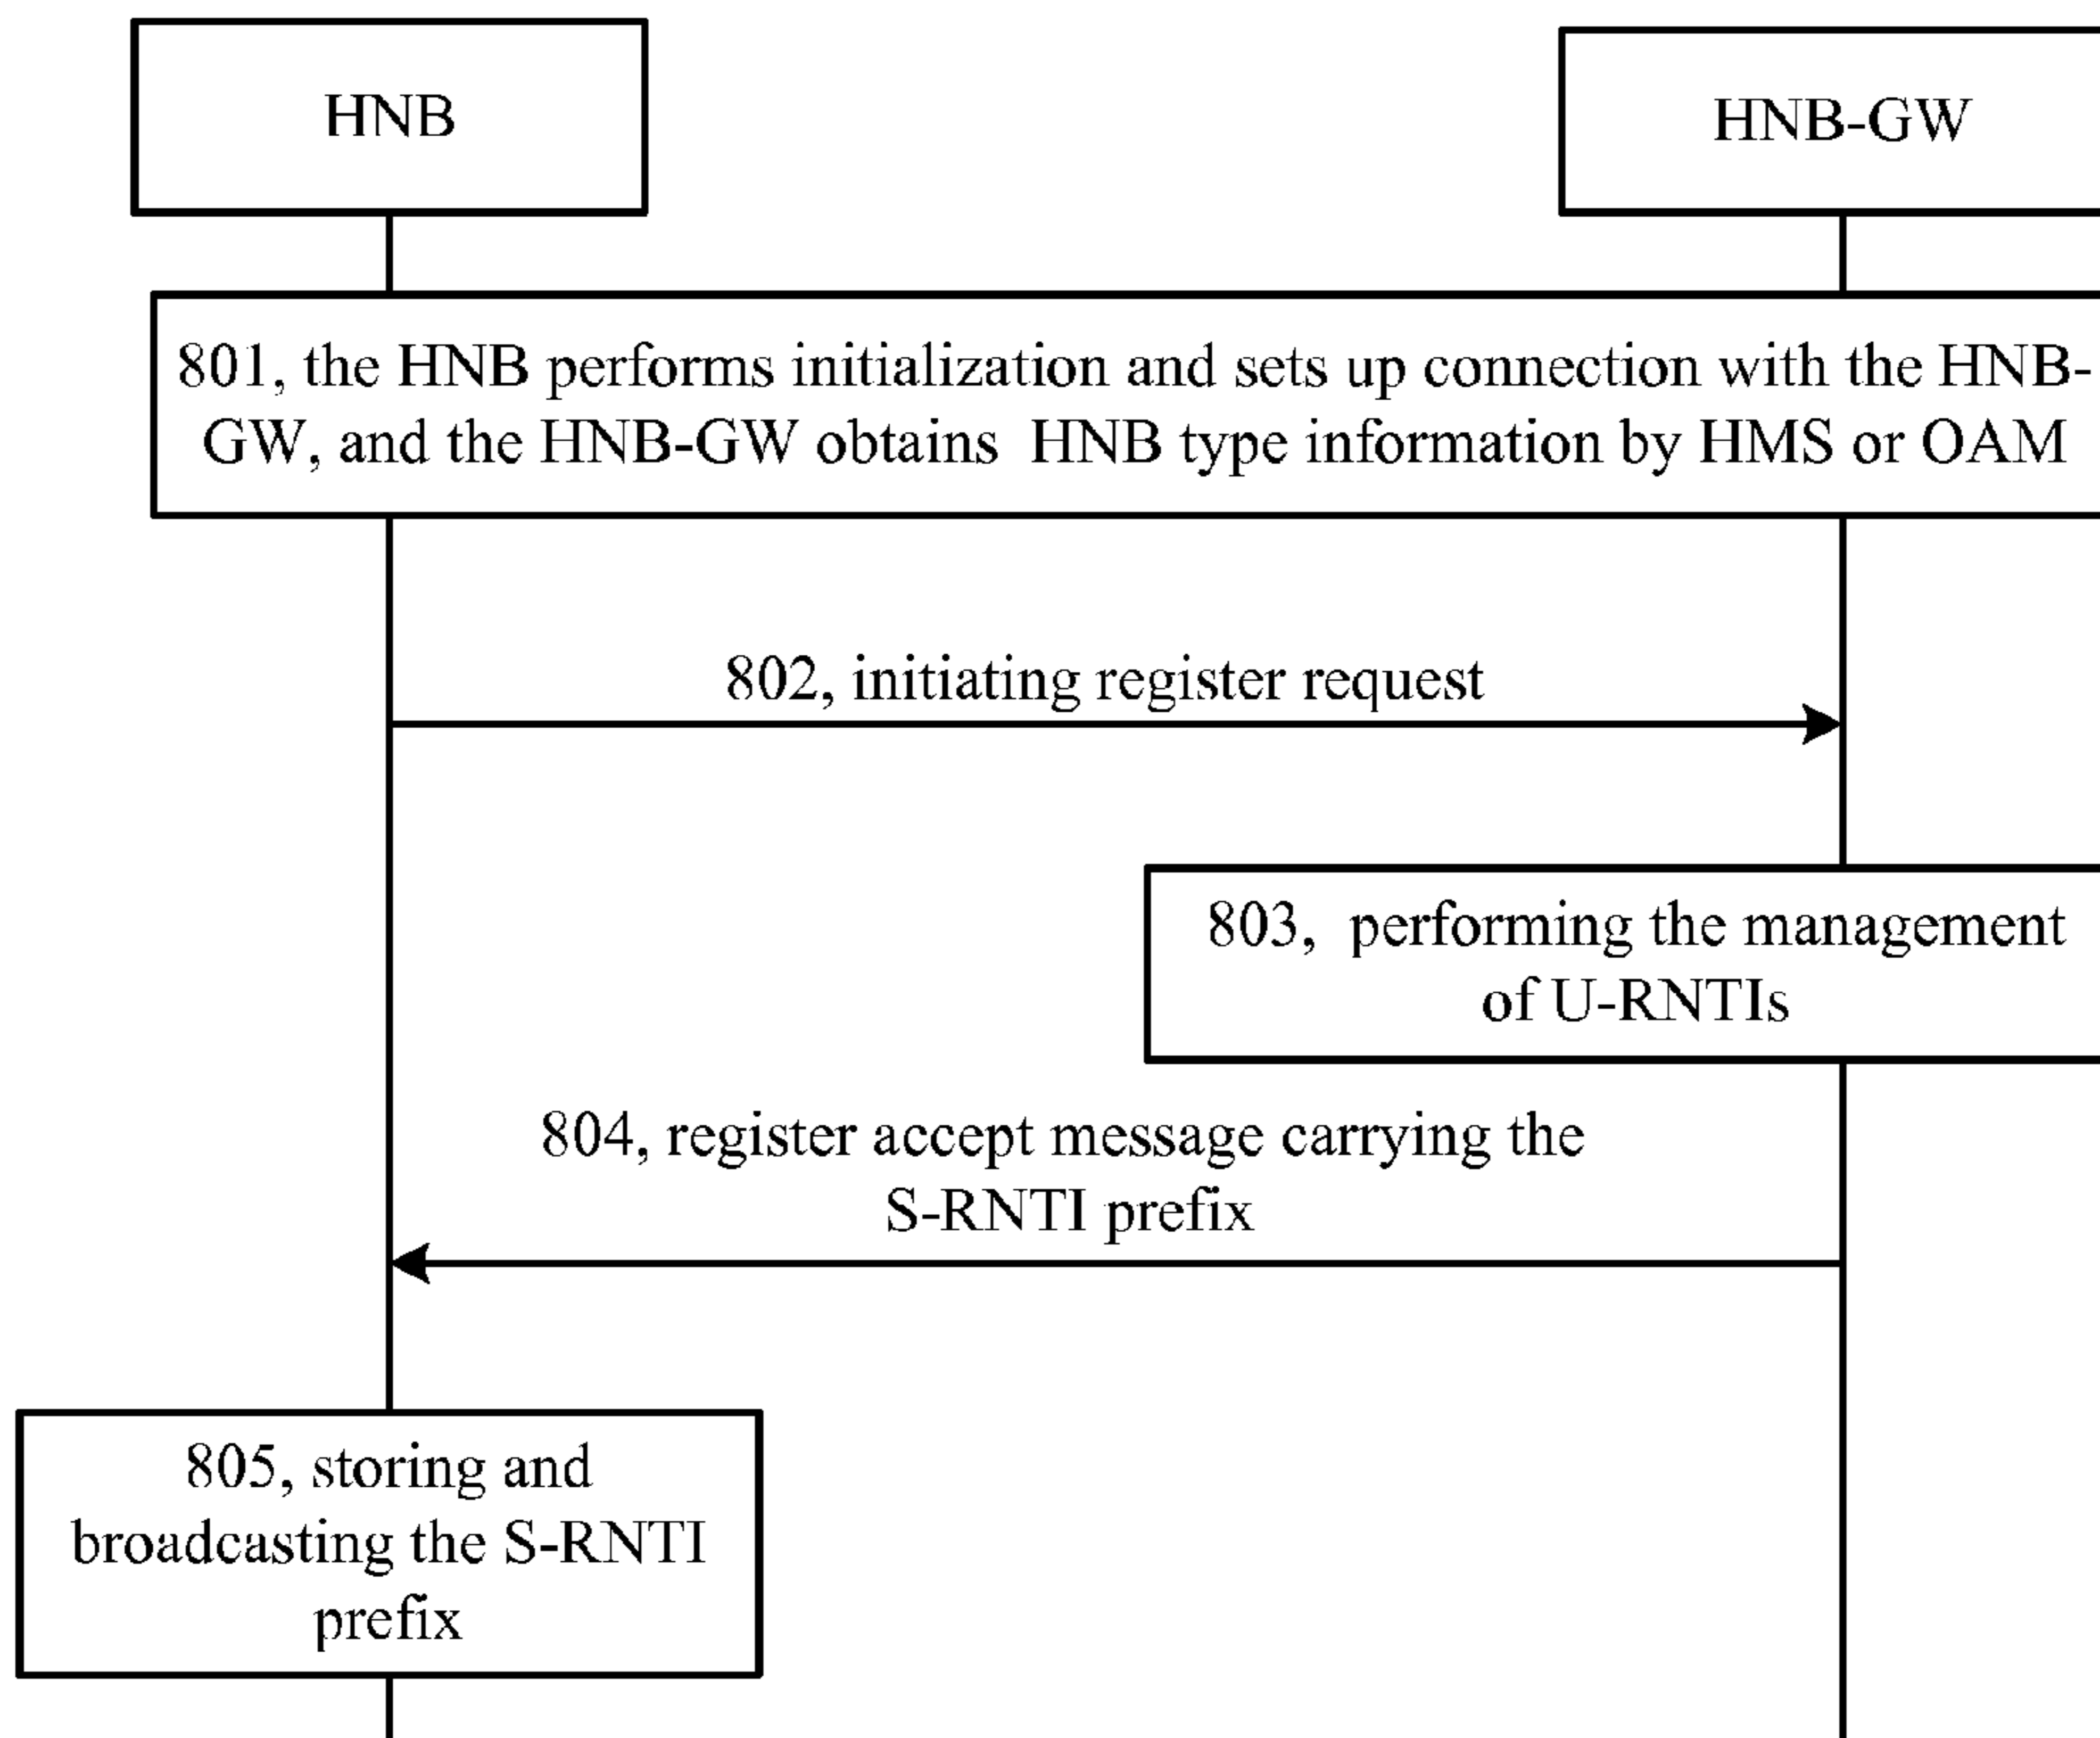 HNB
HNB-GW
801, the HNB performs initialization and sets up connection with the HNB-
GW, and the HNB-GW obtains HNB type information by HMS or OAM
802, initiating register request
803, performing the management
of U-RNTIs
804, register accept message carrying the
S-RNTI prefix
805, storing and
broadcasting the S-RNTI
prefix